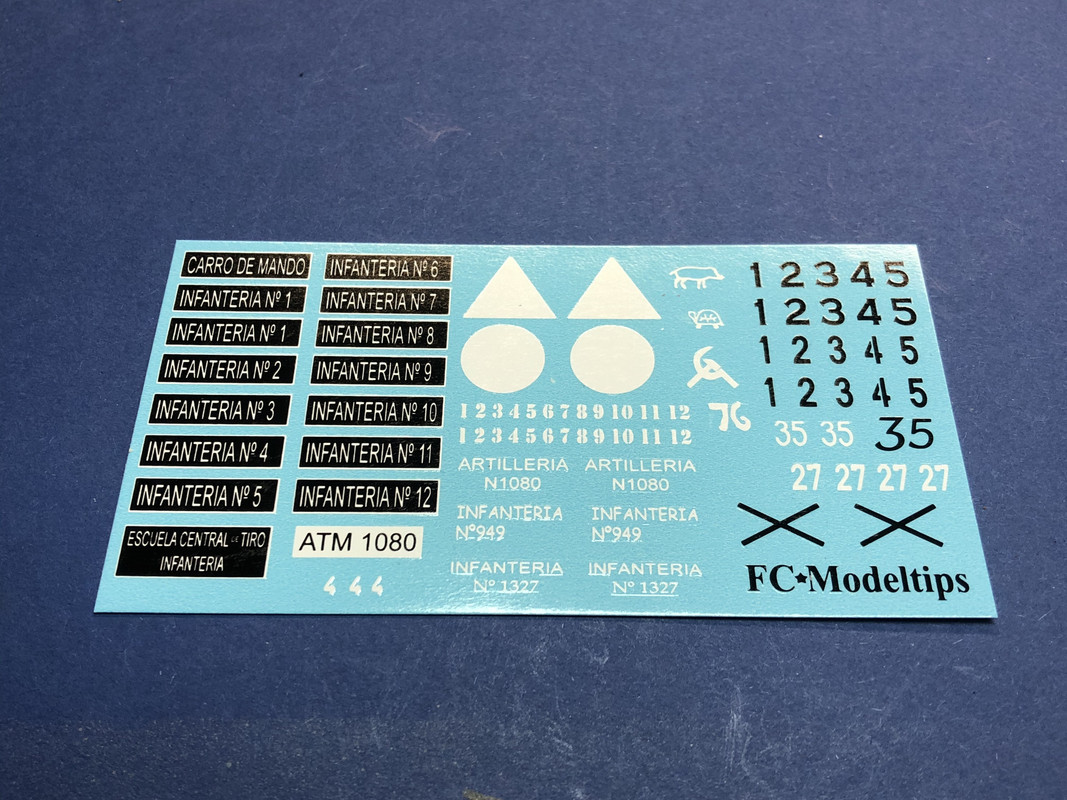 CARRO DE MANDO
INFANTERIA Nº 1
INFANTERIA Nº 1
INFANTERIA Nº 2
INFANTERIA Nº 3
INFANTERIA Nº 4
INFANTERIA Nº 5
ESCUELA CENTRAL DE TIRO
INFANTERIA
INFANTERIA Nº 6
INFANTERIA Nº 7
INFANTERIA Nº 8
INFANTERIA Nº 9
INFANTERIA Nº 10
INFANTERIA Nº 11
INFANTERIA Nº 12
ATM 1080
4 4 4
1 2 3 4 5 6 7 8 9 10 11 12
1 2 3 4 5 6 7 8 9 10 11 12
ARTILLERIA
N1080
ARTILLERIA
N1080
INFANTERIA
Nº949
INFANTERIA
Nº949
INFANTERIA
Nº 1327
INFANTERIA
Nº 1327
76
1 2 3 4 5
1 2 3 4 5
1 2 3 4 5
1 2 3 4 5
35 35 35
27 27 27 27
FC★Modeltips